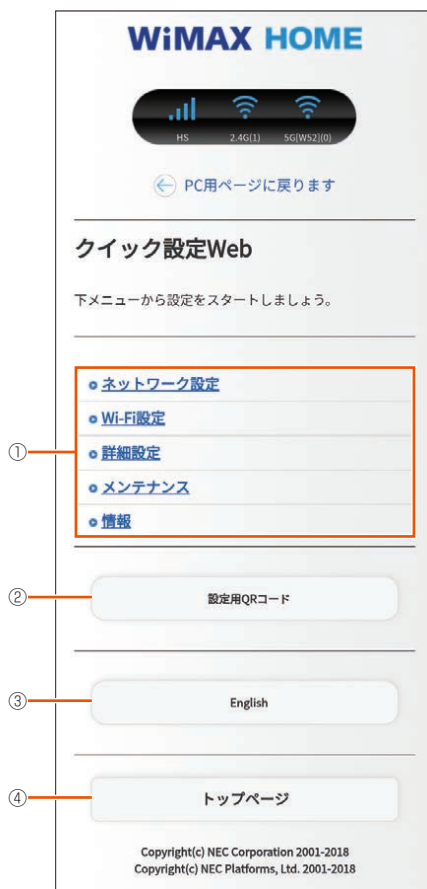 WiMAX HOME
HS 2.4G(1) 5G[W52](0)
PC用ページに戻ります
クイック設定Web
下メニューから設定をスタートしましょう。
ネットワーク設定
Wi-Fi設定
① 詳細設定
メンテナンス
情報
② 設定用QRコード
③ English
④ トップページ
Copyright(c) NEC Corporation 2001-2018
Copyright(c) NEC Platforms, Ltd. 2001-2018